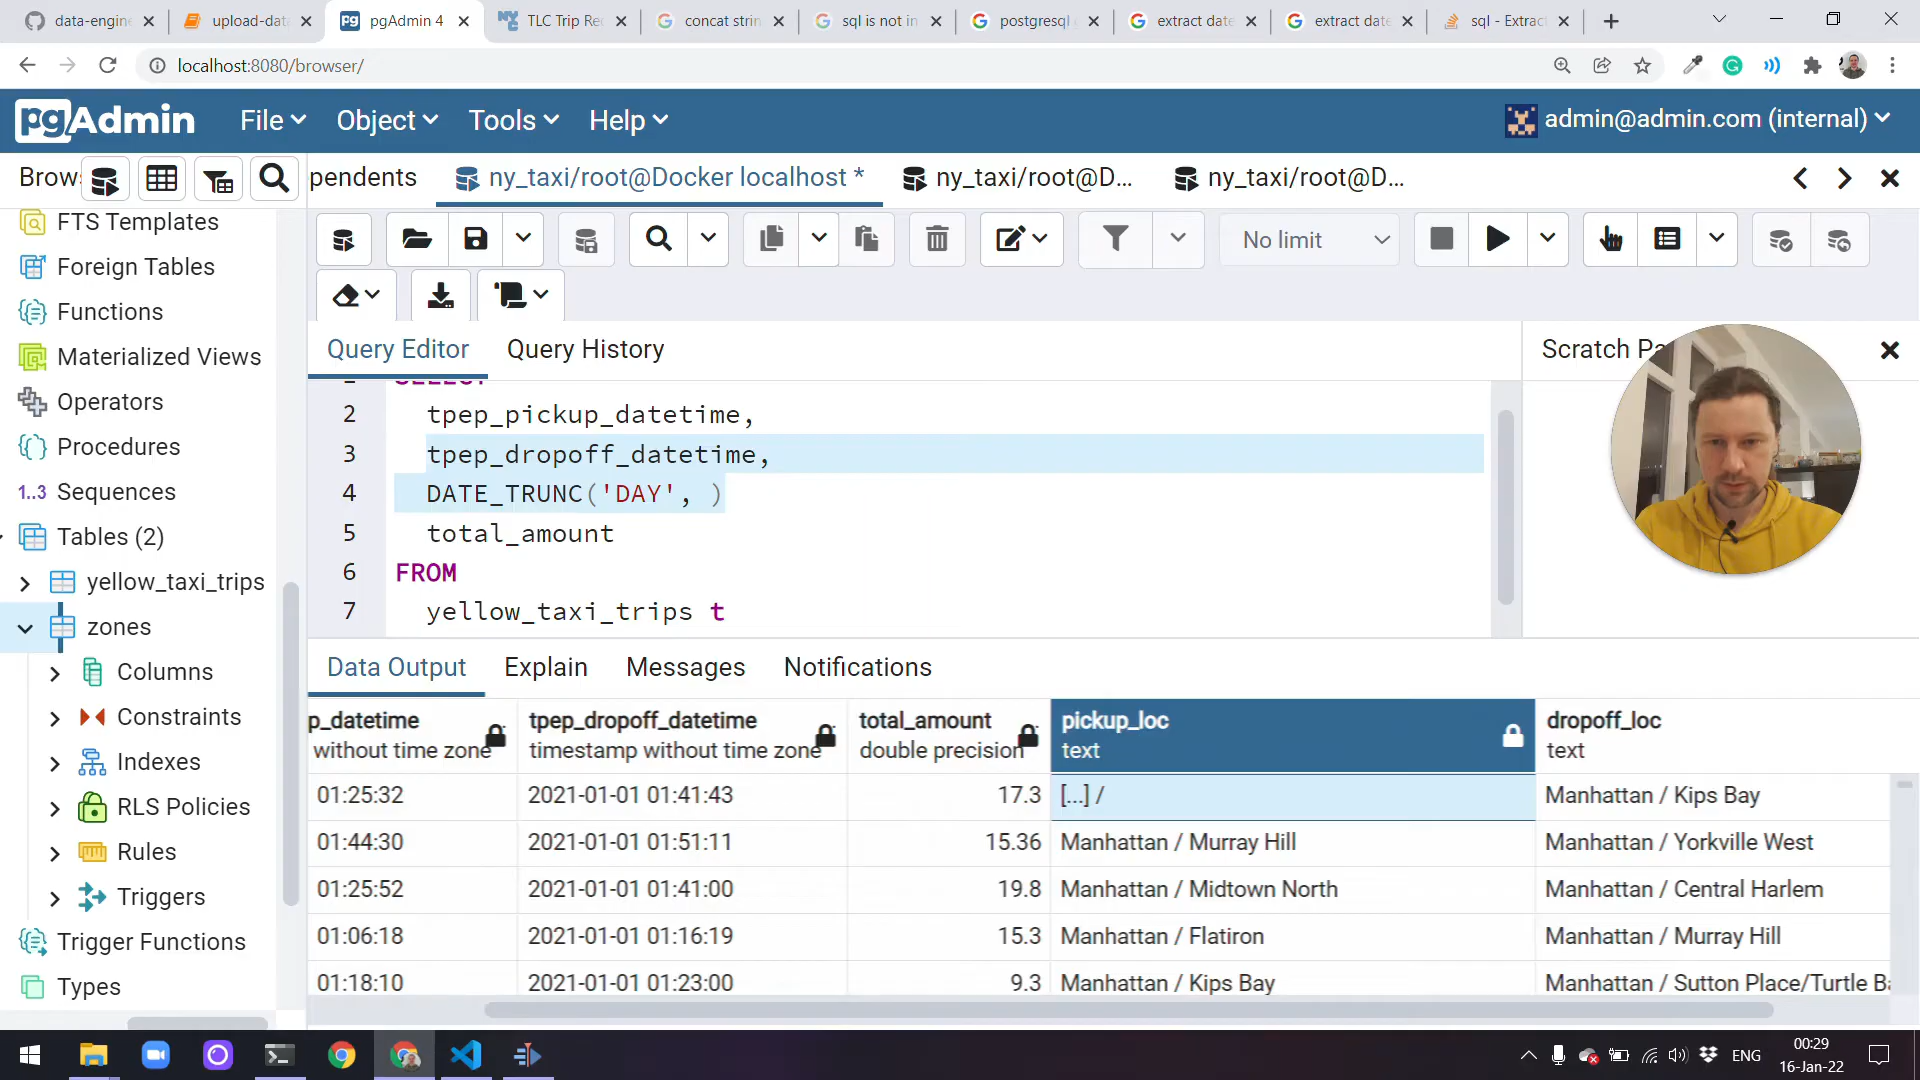 data-engine
upload-dat
pgAdmin 4
TLC Trip Re
concat strin
sql is not in
postgresql
extract date
extract date
sql - Extrac
localhost:8080/browser/
pgAdmin
File
Object
Tools
Help
admin@admin.com (internal)
Brow
pendents
ny_taxi/root@Docker localhost *
ny_taxi/root@D...
ny_taxi/root@D...
No limit
FTS Templates
Foreign Tables
Functions
Materialized Views
Operators
Procedures
1..3 Sequences
Tables (2)
yellow_taxi_trips
zones
Columns
Constraints
Indexes
RLS Policies
Rules
Triggers
Trigger Functions
Types
Query Editor
Query History
Scratch Pa
SELECT
2 tpep_pickup_datetime,
3 tpep_dropoff_datetime,
4 DATE_TRUNC('DAY', )
5 total_amount
6 FROM
7 yellow_taxi_trips t
Data Output
Explain
Messages
Notifications
p_datetime
without time zone
tpep_dropoff_datetime
timestamp without time zone
total_amount
double precision
pickup_loc
text
dropoff_loc
text
01:25:32 2021-01-01 01:41:43 17.3 [...] / Manhattan / Kips Bay
01:44:30 2021-01-01 01:51:11 15.36 Manhattan / Murray Hill Manhattan / Yorkville West
01:25:52 2021-01-01 01:41:00 19.8 Manhattan / Midtown North Manhattan / Central Harlem
01:06:18 2021-01-01 01:16:19 15.3 Manhattan / Flatiron Manhattan / Murray Hill
01:18:10 2021-01-01 01:23:00 9.3 Manhattan / Kips Bay Manhattan / Sutton Place/Turtle Ba
ENG
00:29
16-Jan-22